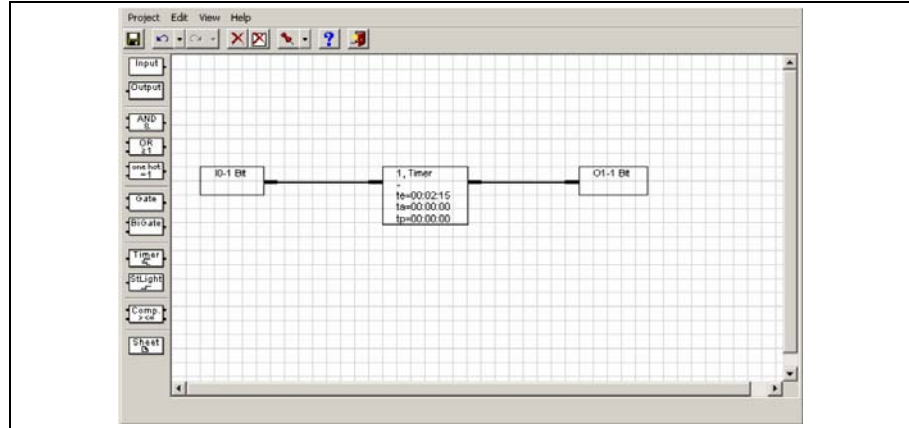 Project Edit View Help
Input
Output
AND
&
OR
≥1
one hot
=1
Gate
BiGate
Timer
StLight
Comp.
Sheet
I0-1 Bit
1, Timer
-
te=00:02:15
ta=00:00:00
tp=00:00:00
O1-1 Bit